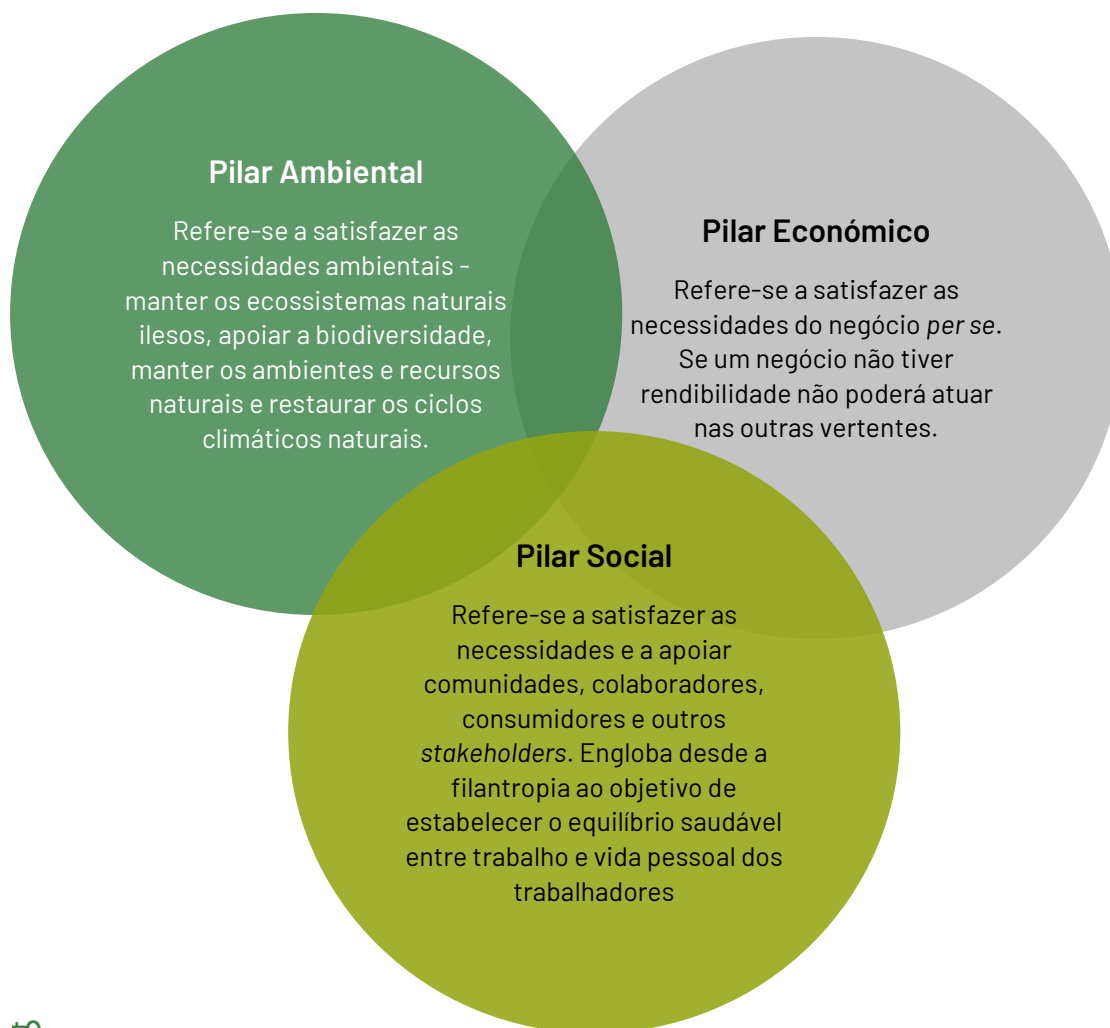 Pilar Ambiental
Refere-se a satisfazer as
necessidades ambientais -
manter os ecossistemas naturais
ilesos, apoiar a biodiversidade,
manter os ambientes e recursos
naturais e restaurar os ciclos
climáticos naturais.
Pilar Económico
Refere-se a satisfazer as
necessidades do negócio per se.
Se um negócio não tiver
rendibilidade não poderá atuar
nas outras vertentes.
Pilar Social
Refere-se a satisfazer as
necessidades e a apoiar
comunidades, colaboradores,
consumidores e outros
stakeholders. Engloba desde a
filantropia ao objetivo de
estabelecer o equilíbrio saudável
entre trabalho e vida pessoal dos
trabalhadores